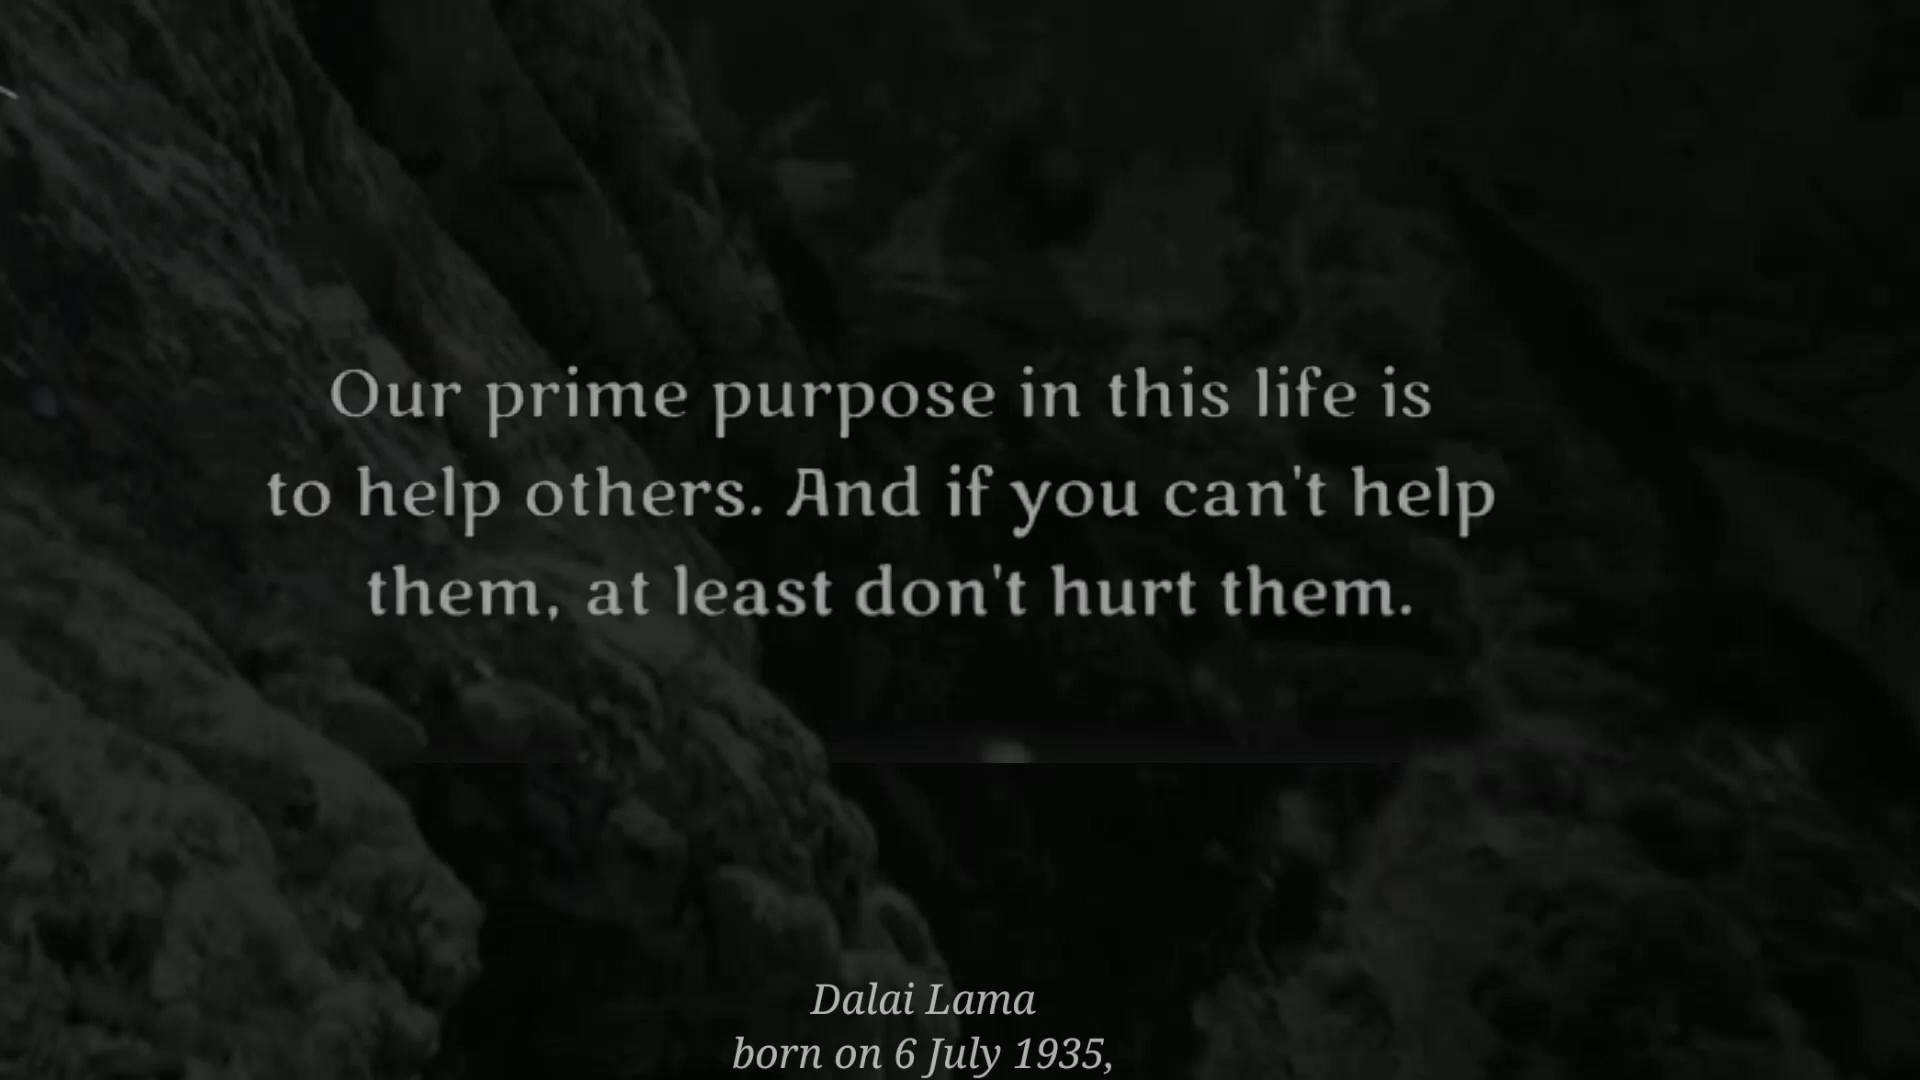 Our prime purpose in this life is
to help others. And if you can't help
them, at least don't hurt them.
Dalai Lama
born on 6 July 1935,